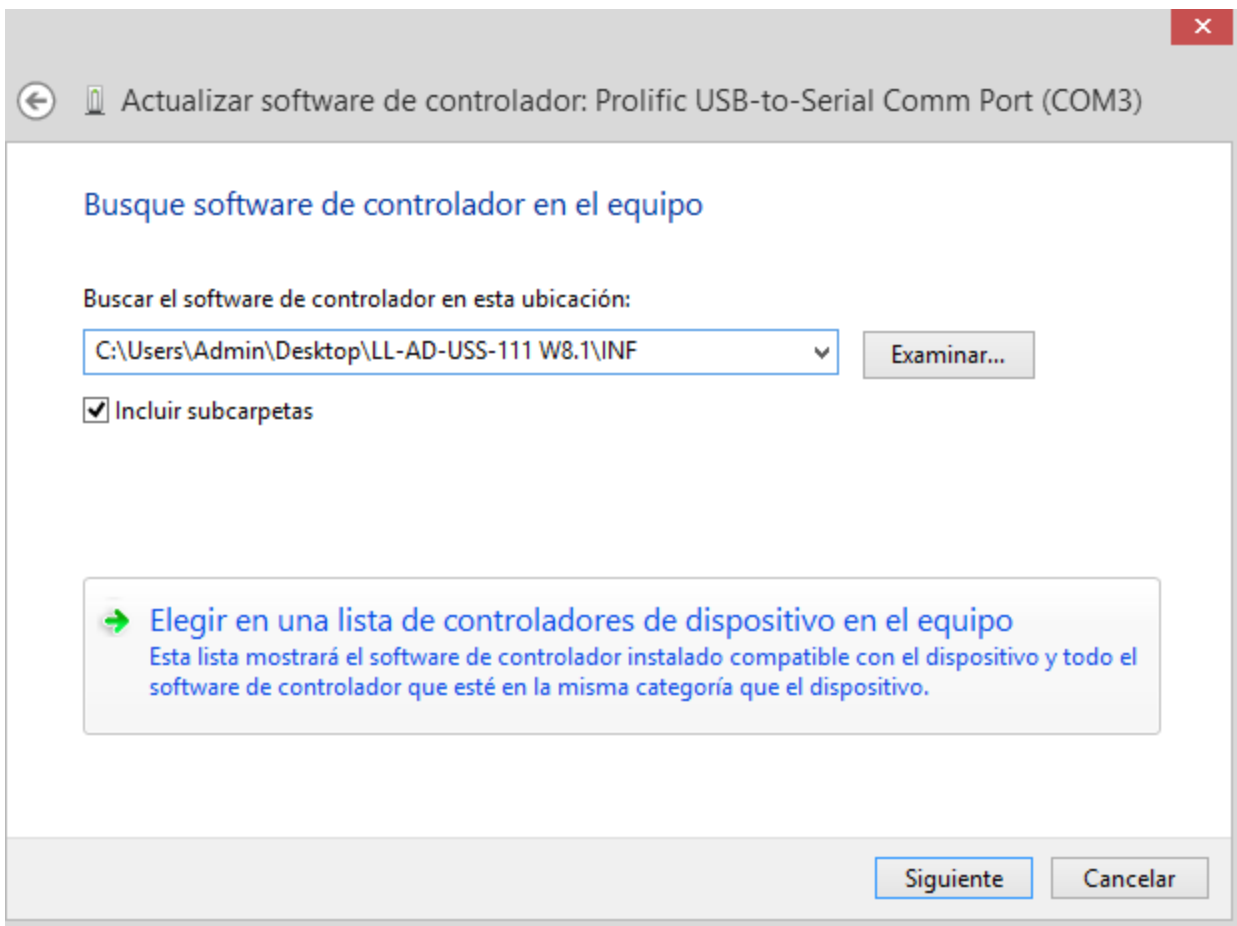 Actualizar software de controlador: Prolific USB-to-Serial Comm Port (COM3)
Busque software de controlador en el equipo
Buscar el software de controlador en esta ubicación:
C:\Users\Admin\Desktop\LL-AD-USS-111 W8.1\INF
Examinar...
Incluir subcarpetas
Elegir en una lista de controladores de dispositivo en el equipo
Esta lista mostrará el software de controlador instalado compatible con el dispositivo y todo el
software de controlador que esté en la misma categoría que el dispositivo.
Siguiente
Cancelar